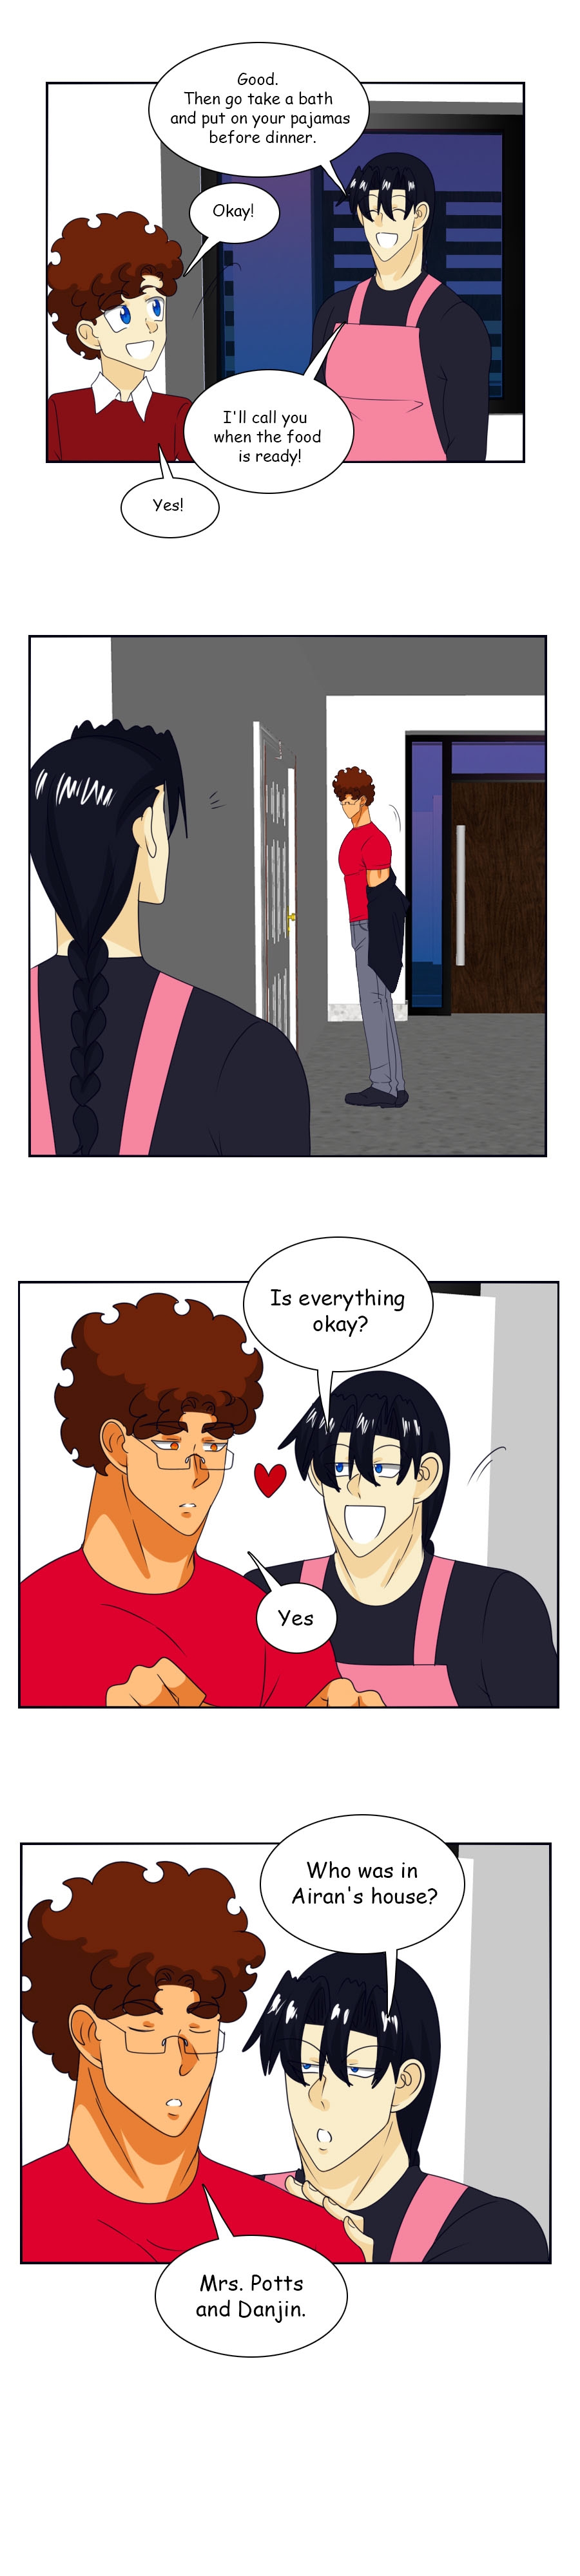 Good.
Then go take a bath
and put on your pajamas
before dinner.
Okay!
I'll call you
when the food
is ready!
Yes!
Is everything
okay?
Yes
Who was in
Airan's house?
Mrs. Potts
and Danjin.